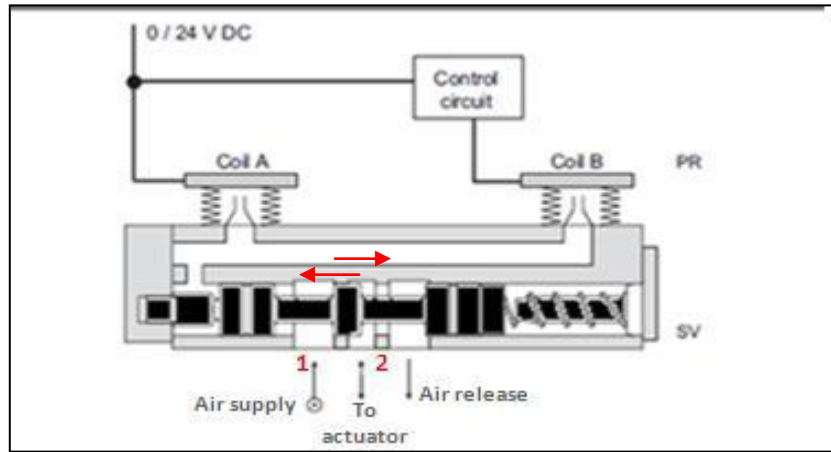 0 / 24 V DC
Control
circuit
Coil A
Coil B
PR
SV
1
2
Air supply
To
actuator
Air release